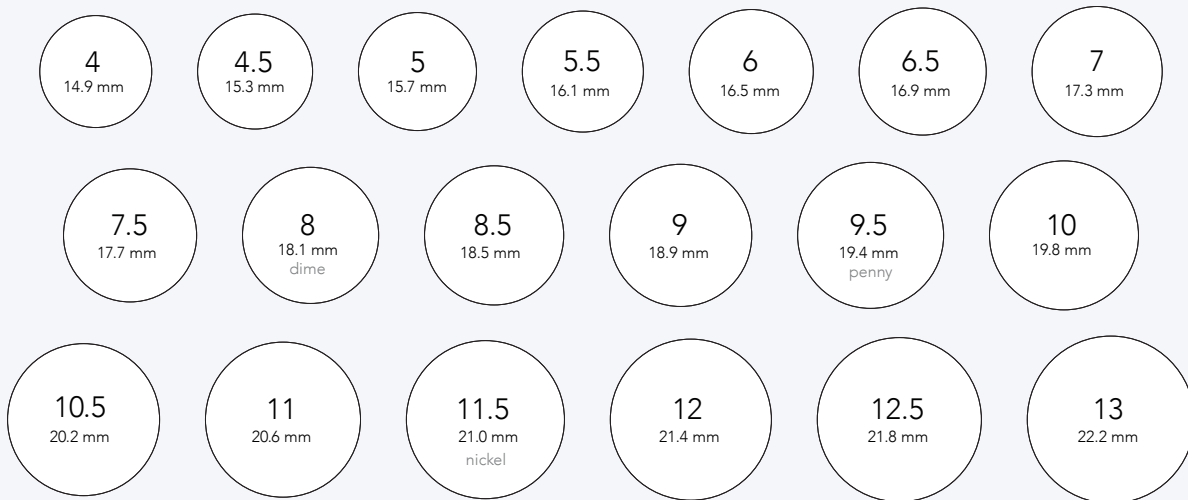 4
14.9 mm
4.5
15.3 mm
5
15.7 mm
5.5
16.1 mm
6
16.5 mm
6.5
16.9 mm
7
17.3 mm
7.5
17.7 mm
8
18.1 mm
dime
8.5
18.5 mm
9
18.9 mm
9.5
19.4 mm
penny
10
19.8 mm
10.5
20.2 mm
11
20.6 mm
11.5
21.0 mm
nickel
12
21.4 mm
12.5
21.8 mm
13
22.2 mm